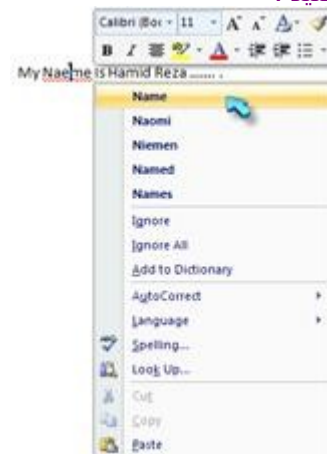 Calibri (Boc 11 A A A
B I A
My Naeme is Hamid Reza ....... .
Name
Naomi
Niemen
Named
Names
Ignore
Ignore All
Add to Dictionary
AutoCorrect
Language
Spelling...
Look Up...
Cut
Copy
Paste